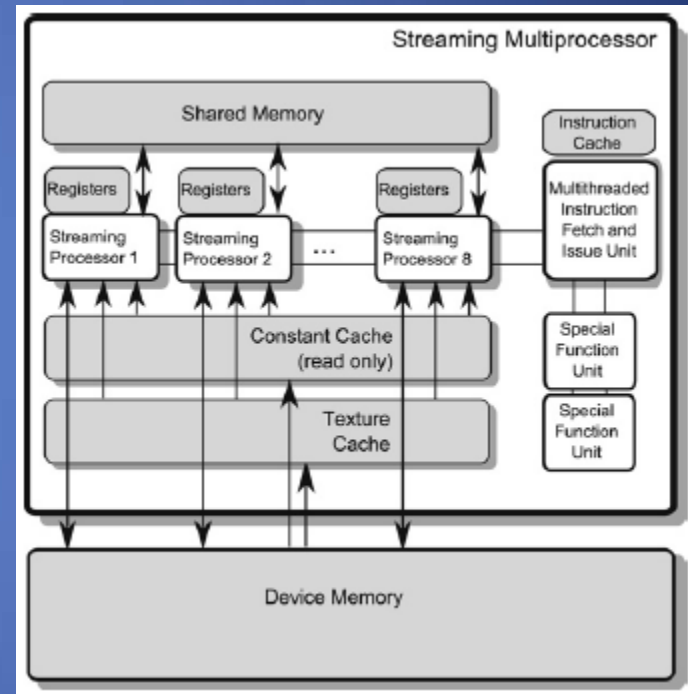 Streaming Multiprocessor
Shared Memory
Instruction
Cache
Registers
Registers
Registers
Multithreaded
Instruction
Fetch and
Issue Unit
Streaming
Processor 1
Streaming
Processor 2
...
Streaming
Processor 8
Constant Cache
(read only)
Special
Function
Unit
Texture
Cache
Special
Function
Unit
Device Memory